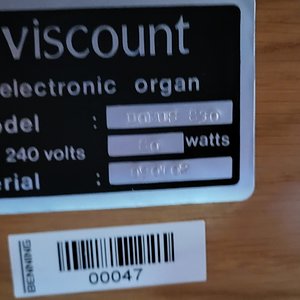 viscount
electronic organ
odel :
240 volts watts
erial :
BENNING
00047